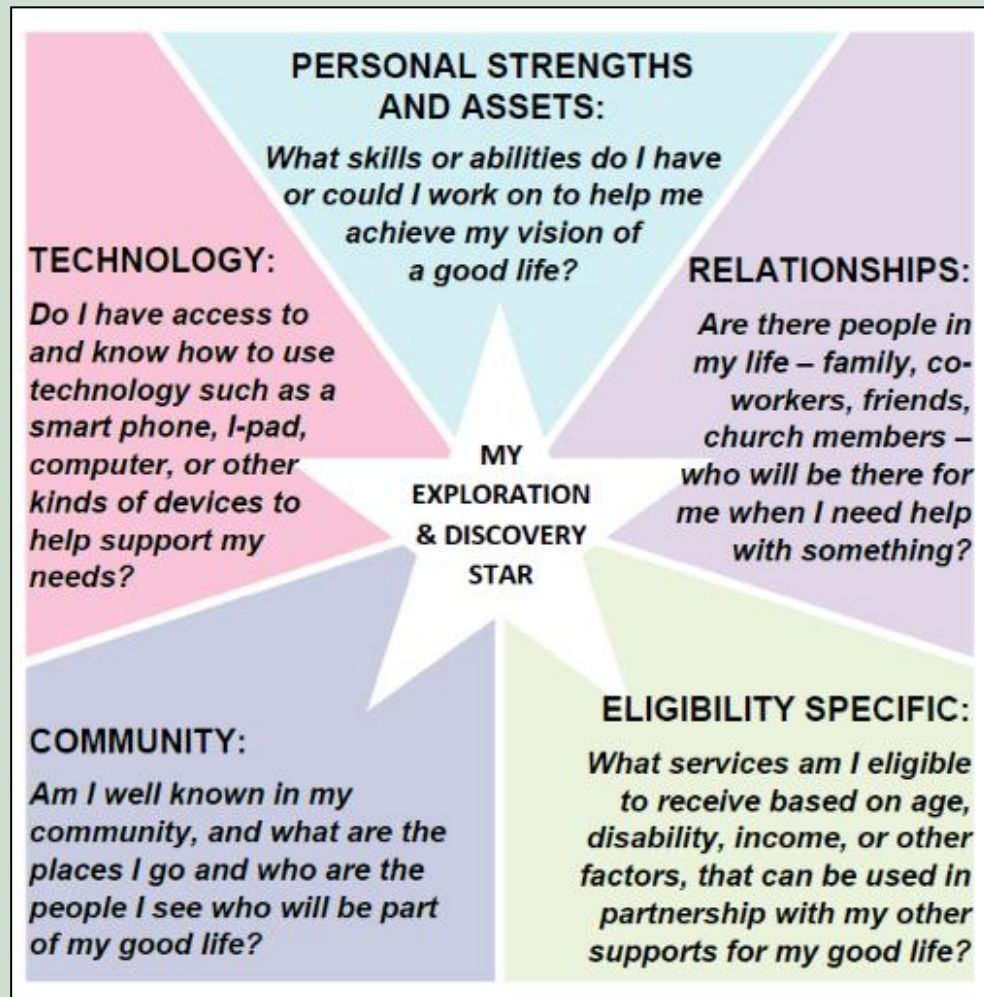 PERSONAL STRENGTHS
AND ASSETS:
What skills or abilities do I have
or could I work on to help me
achieve my vision of
a good life?
TECHNOLOGY:
Do I have access to
and know how to use
technology such as a
smart phone, I-pad,
computer, or other
kinds of devices to
help support my
needs?
RELATIONSHIPS:
Are there people in
my life – family, co-
workers, friends,
church members –
who will be there for
me when I need help
with something?
MY
EXPLORATION
& DISCOVERY
STAR
COMMUNITY:
Am I well known in my
community, and what are the
places I go and who are the
people I see who will be part
of my good life?
ELIGIBILITY SPECIFIC:
What services am I eligible
to receive based on age,
disability, income, or other
factors, that can be used in
partnership with my other
supports for my good life?